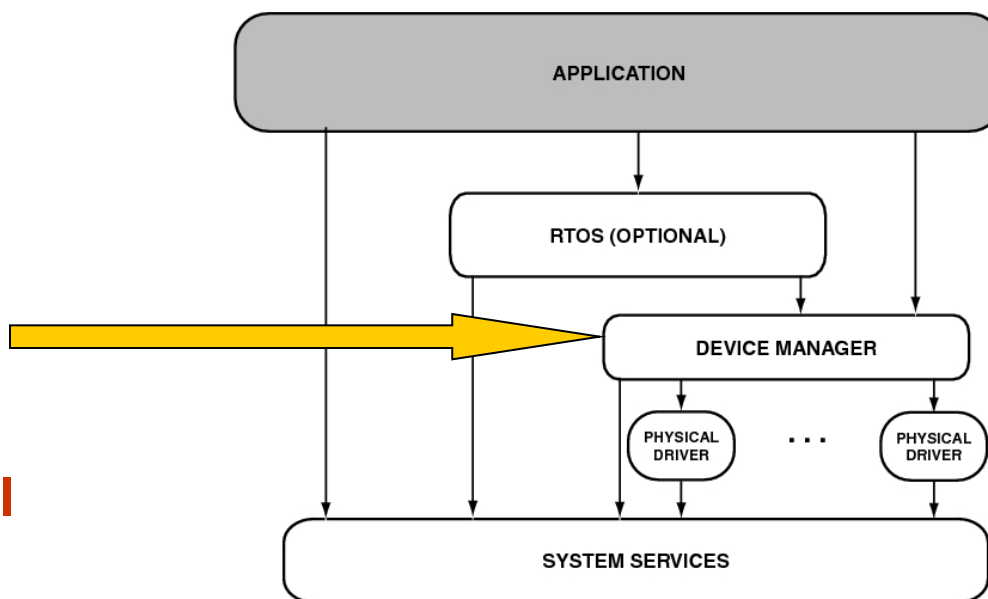 APPLICATION
RTOS (OPTIONAL)
DEVICE MANAGER
PHYSICAL
DRIVER
. . .
PHYSICAL
DRIVER
SYSTEM SERVICES